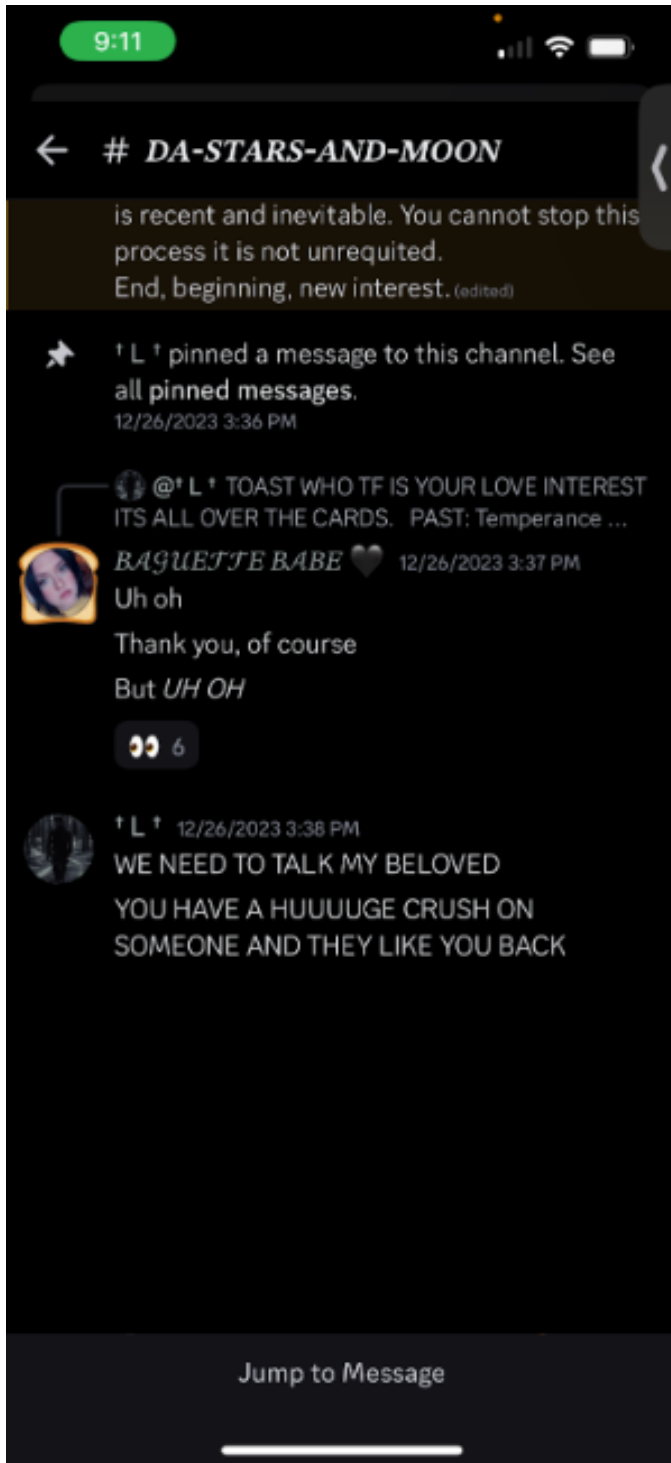 9:11
# DA-STARS-AND-MOON
is recent and inevitable. You cannot stop this
process it is not unrequited.
End, beginning, new interest. (edited)
† L † pinned a message to this channel. See
all pinned messages.
12/26/2023 3:36 PM
@† L † TOAST WHO TF IS YOUR LOVE INTEREST
ITS ALL OVER THE CARDS. PAST: Temperance ...
BAGUETTE BABE 🖤 12/26/2023 3:37 PM
Uh oh
Thank you, of course
But UH OH
👀 6
† L † 12/26/2023 3:38 PM
WE NEED TO TALK MY BELOVED
YOU HAVE A HUUUUGE CRUSH ON
SOMEONE AND THEY LIKE YOU BACK
Jump to Message